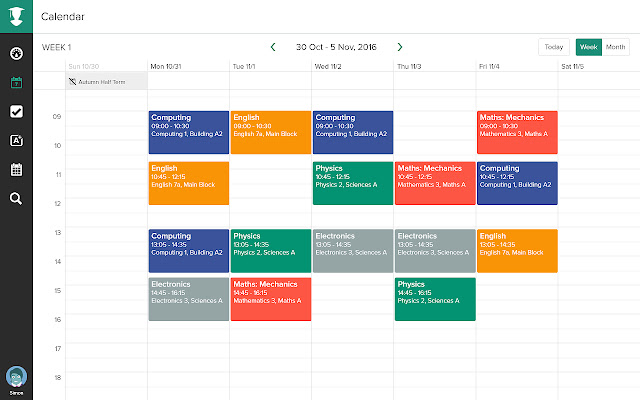 Calendar
WEEK 1
30 Oct - 5 Nov, 2016
Today
Week
Month
Sun 10/30
Mon 10/31
Tue 11/1
Wed 11/2
Thu 11/3
Fri 11/4
Sat 11/5
7
Autumn Half Term
09
Computing
09:00 - 10:30
Computing 1, Building A2
English
09:00 - 10:30
English 7a, Main Block
Computing
09:00 - 10:30
Computing 1, Building A2
Maths: Mechanics
09:00 - 10:30
Mathematics 3, Maths A
10
11
English
10:45 - 12:15
English 7a, Main Block
Physics
10:45 - 12:15
Physics 2, Sciences A
Maths: Mechanics
10:45 - 12:15
Mathematics 3, Maths A
Computing
10:45 - 12:15
Computing 1, Building A2
12
13
Computing
13:05 - 14:35
Computing 1, Building A2
Physics
13:05 - 14:35
Physics 2, Sciences A
Electronics
13:05 - 14:35
Electronics 3, Sciences A
Electronics
13:05 - 14:35
Electronics 3, Sciences A
English
13:05 - 14:35
English 7a, Main Block
14
15
Electronics
14:45 - 16:15
Electronics 3, Sciences A
Maths: Mechanics
14:45 - 16:15
Mathematics 3, Maths A
Physics
14:45 - 16:15
Physics 2, Sciences A
16
17
18
Simon